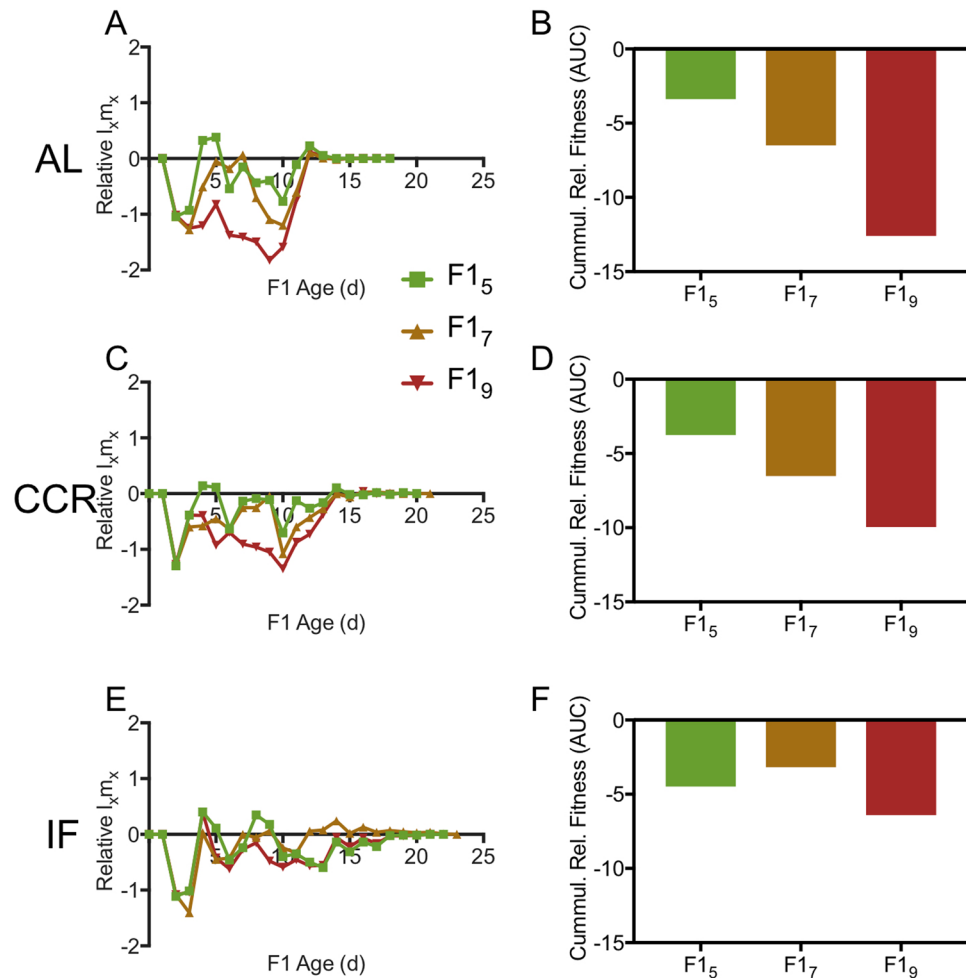 A
B
AL
Relative lₓmₓ
2
1
0
-1
-2
5
10
15
20
25
F1 Age (d)
Cummul. Rel. Fitness (AUC)
0
-5
-10
-15
F1₅
F1₇
F1₉
F1₅
F1₇
F1₉
C
D
CCR
Relative lₓmₓ
2
1
0
-1
-2
5
10
15
20
25
F1 Age (d)
Cummul. Rel. Fitness (AUC)
0
-5
-10
-15
F1₅
F1₇
F1₉
E
F
IF
Relative lₓmₓ
2
1
0
-1
-2
5
10
15
20
25
F1 Age (d)
Cummul. Rel. Fitness (AUC)
0
-5
-10
-15
F1₅
F1₇
F1₉